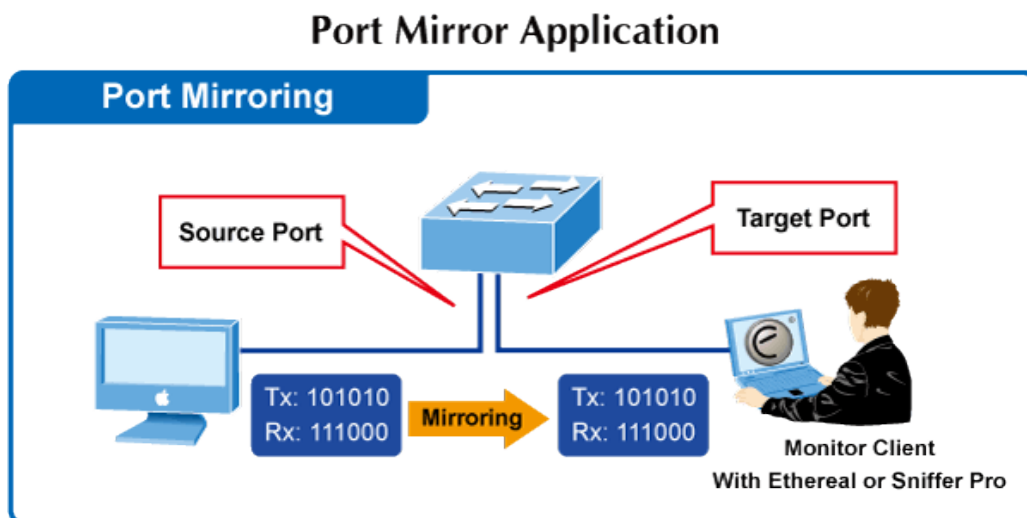 Port Mirror Application
Port Mirroring
Source Port
Target Port
Tx: 101010
Rx: 111000
Mirroring
Tx: 101010
Rx: 111000
Monitor Client
With Ethereal or Sniffer Pro